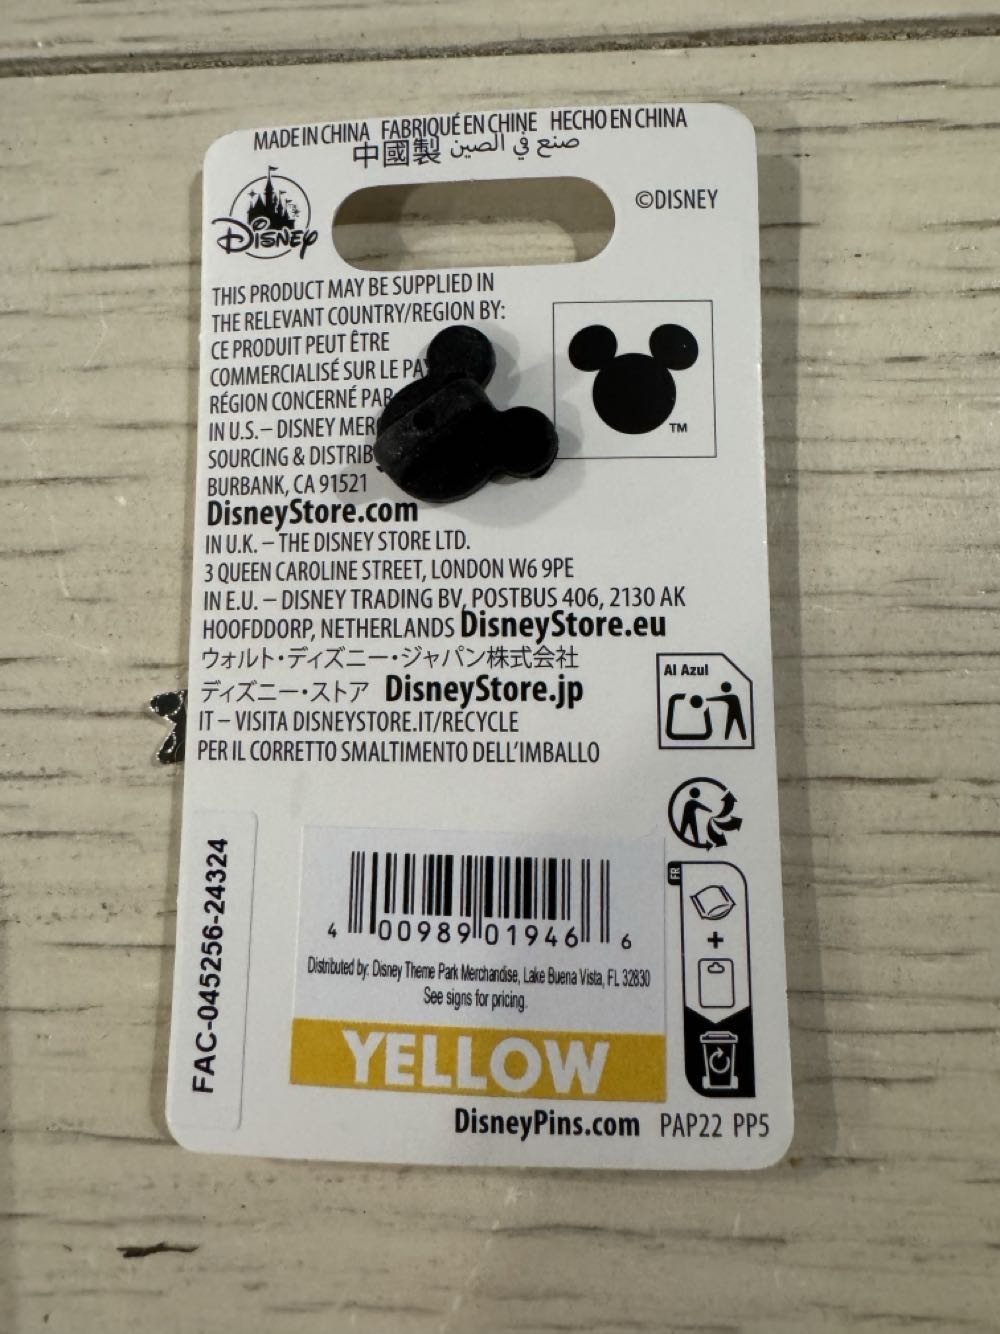 MADE IN CHINA FABRIQUÉ EN CHINE HECHO EN CHINA
中國製 صنع في الصين
Disney
©DISNEY
THIS PRODUCT MAY BE SUPPLIED IN
THE RELEVANT COUNTRY/REGION BY:
CE PRODUIT PEUT ÊTRE
COMMERCIALISÉ SUR LE PA
RÉGION CONCERNÉ PAR
IN U.S. – DISNEY MER
SOURCING & DISTRIB
BURBANK, CA 91521
TM
DisneyStore.com
IN U.K. – THE DISNEY STORE LTD.
3 QUEEN CAROLINE STREET, LONDON W6 9PE
IN E.U. – DISNEY TRADING BV, POSTBUS 406, 2130 AK
HOOFDDORP, NETHERLANDS DisneyStore.eu
ウォルト・ディズニー・ジャパン株式会社
ディズニー・ストア DisneyStore.jp
IT – VISITA DISNEYSTORE.IT/RECYCLE
PER IL CORRETTO SMALTIMENTO DELL'IMBALLO
Al Azul
FR
FAC-045256-24324
4 00989 01946 6
Distributed by: Disney Theme Park Merchandise, Lake Buena Vista, FL 32830
See signs for pricing.
YELLOW
DisneyPins.com PAP22 PP5